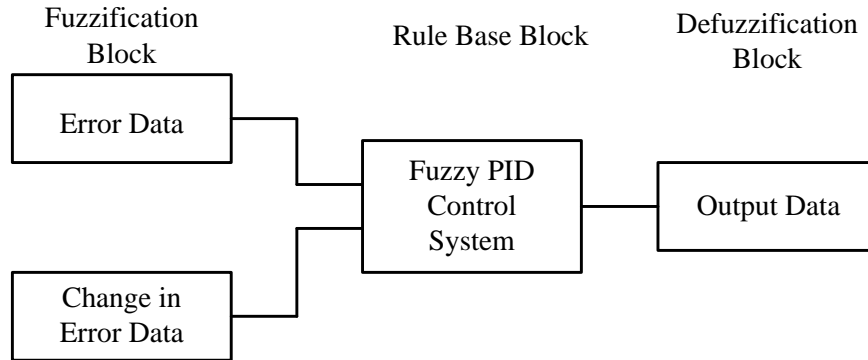 Fuzzification
Block
Rule Base Block
Defuzzification
Block
Error Data
Fuzzy PID
Control
System
Output Data
Change in
Error Data